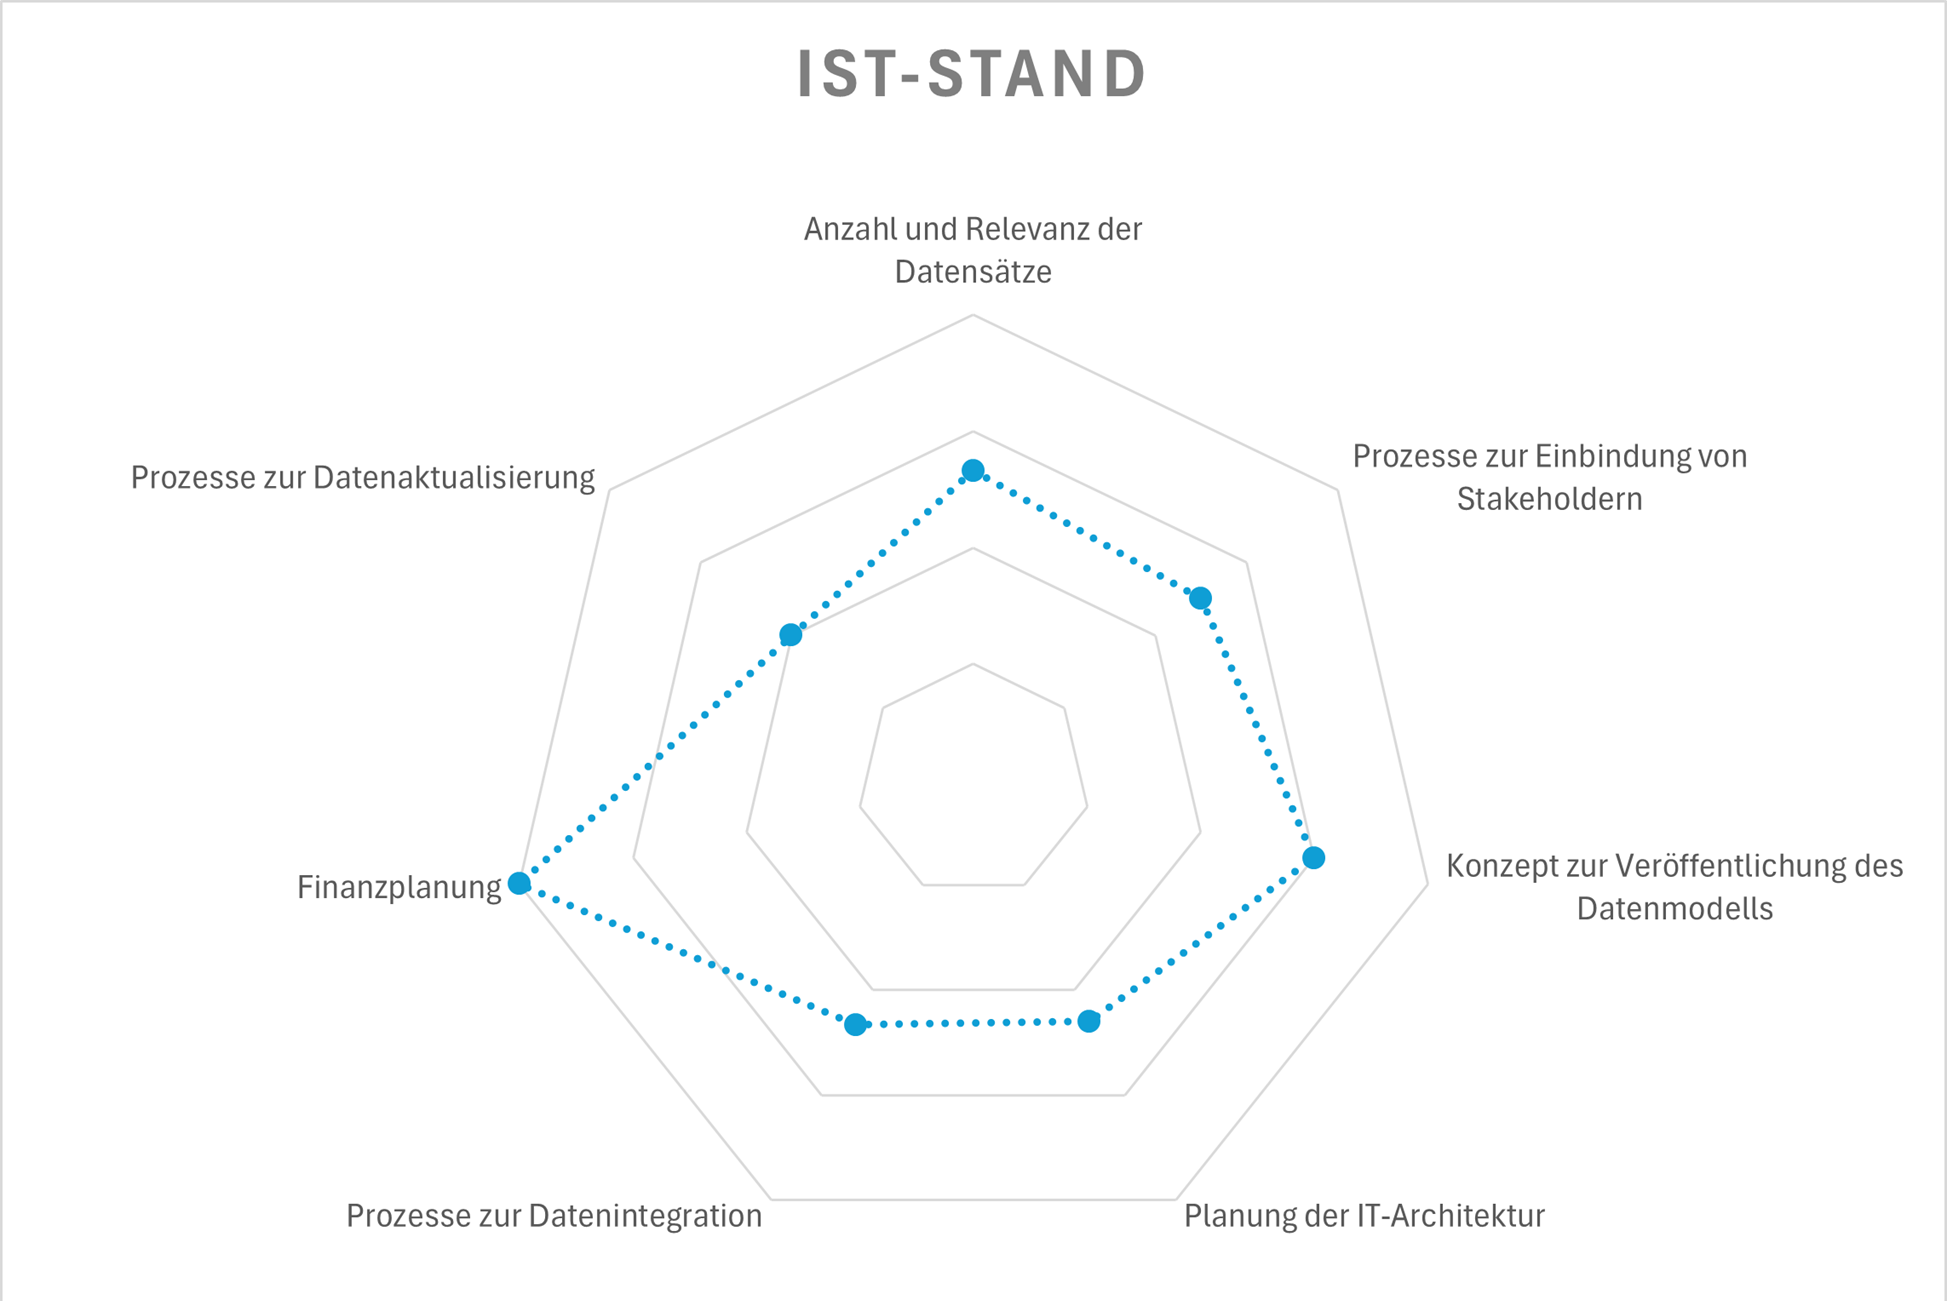 IST-STAND
Anzahl und Relevanz der
Datensätze
Prozesse zur Einbindung von
Stakeholdern
Konzept zur Veröffentlichung des
Datenmodells
Planung der IT-Architektur
Prozesse zur Datenintegration
Finanzplanung
Prozesse zur Datenaktualisierung